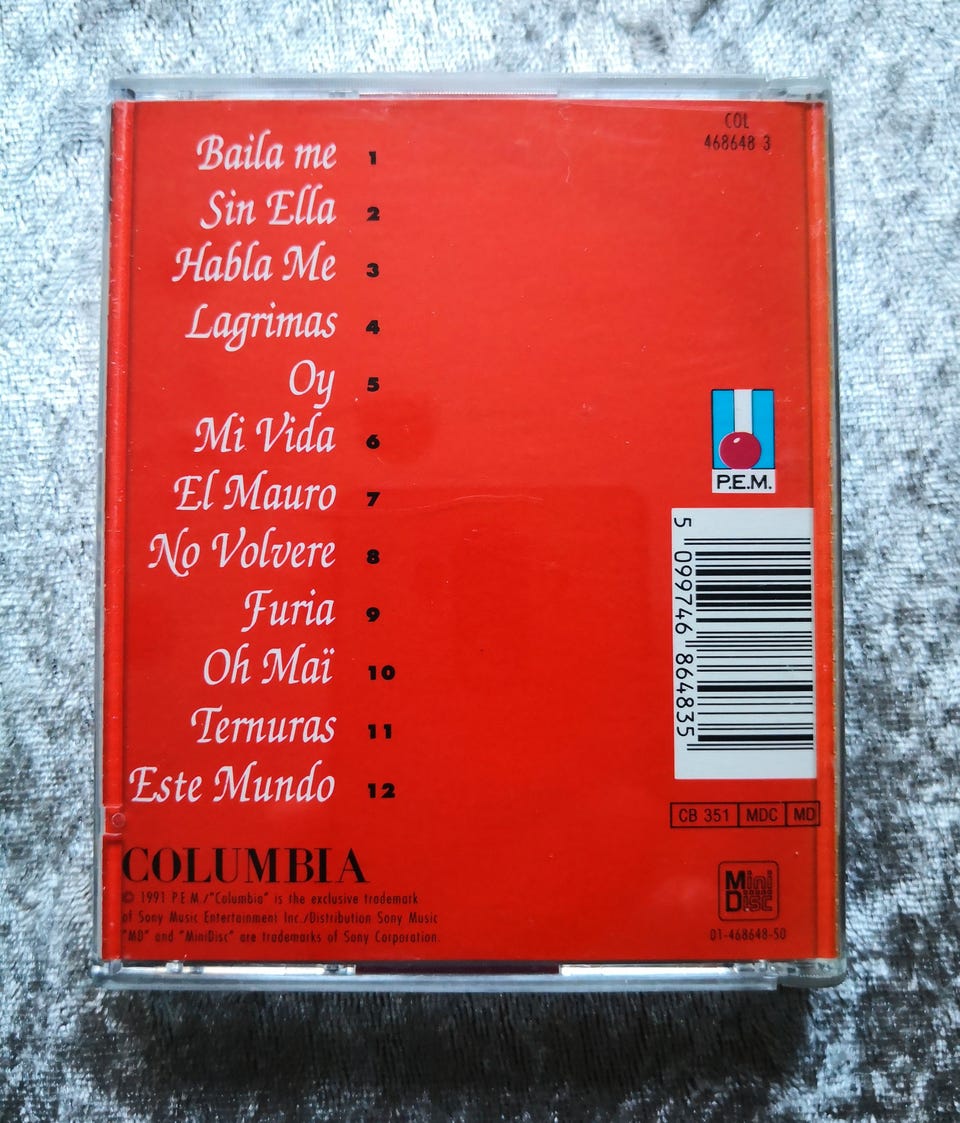 COL
468648 3
Baila me 1
Sin Ella 2
Habla Me 3
Lagrimas 4
Oy 5
Mi Vida 6
El Mauro 7
No Volvere 8
Furia 9
Oh Maï 10
Ternuras 11
Este Mundo 12
P.E.M.
5 099746 864835
CB 351 MDC MD
COLUMBIA
© 1991 P.E.M./"Columbia" is the exclusive trademark
of Sony Music Entertainment Inc./Distribution Sony Music
"MD" and "MiniDisc" are trademarks of Sony Corporation.
Mini
Disc
01-468648-50